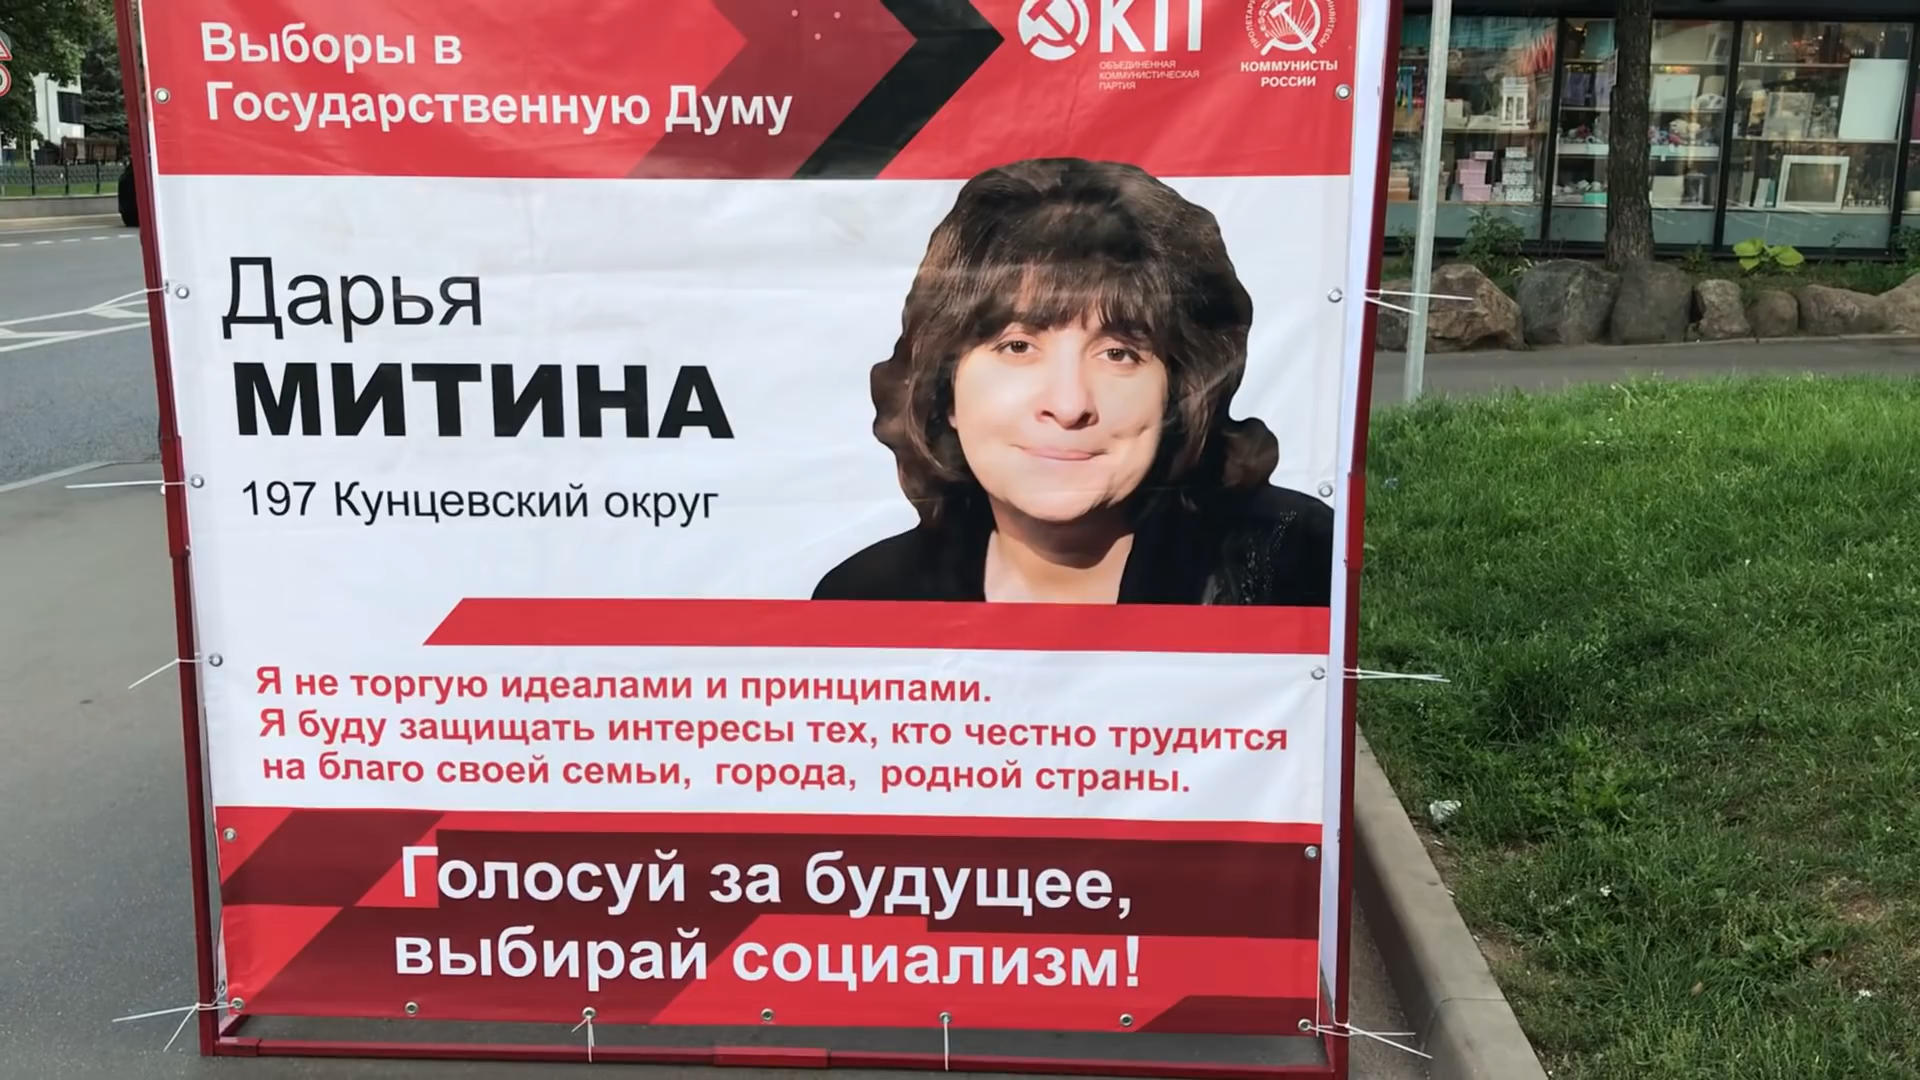 Выборы в
Государственную Думу
ОКП
ОБЪЕДИНЕННАЯ
КОММУНИСТИЧЕСКАЯ
ПАРТИЯ
КОММУНИСТЫ
РОССИИ
Дарья
МИТИНА
197 Кунцевский округ
Я не торгую идеалами и принципами.
Я буду защищать интересы тех, кто честно трудится
на благо своей семьи, города, родной страны.
Голосуй за будущее,
выбирай социализм!